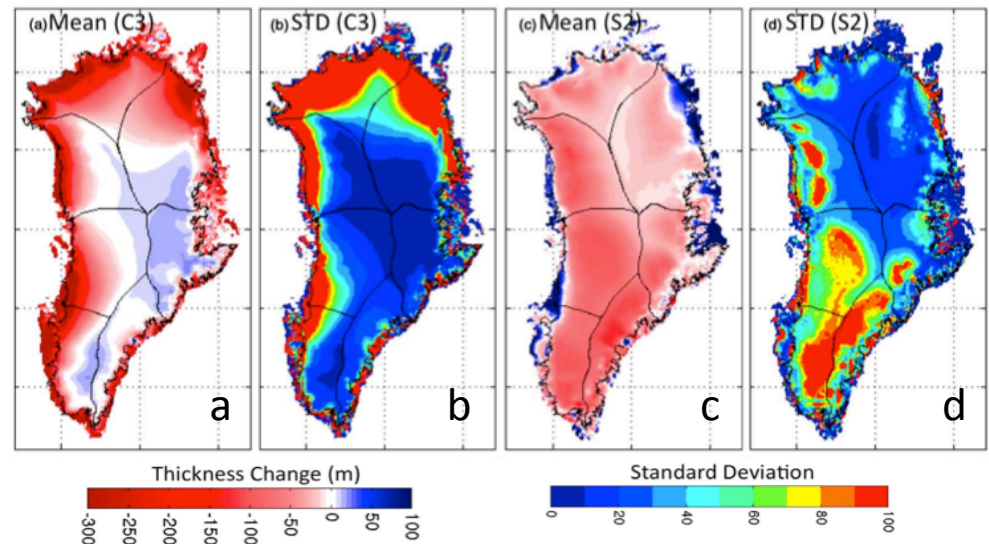 (a) Mean (C3) (b) STD (C3) (c) Mean (S2) (d) STD (S2)
a b c d
Thickness Change (m) Standard Deviation
-300 -250 -200 -150 -100 -50 0 50 100
0 20 40 60 80 100